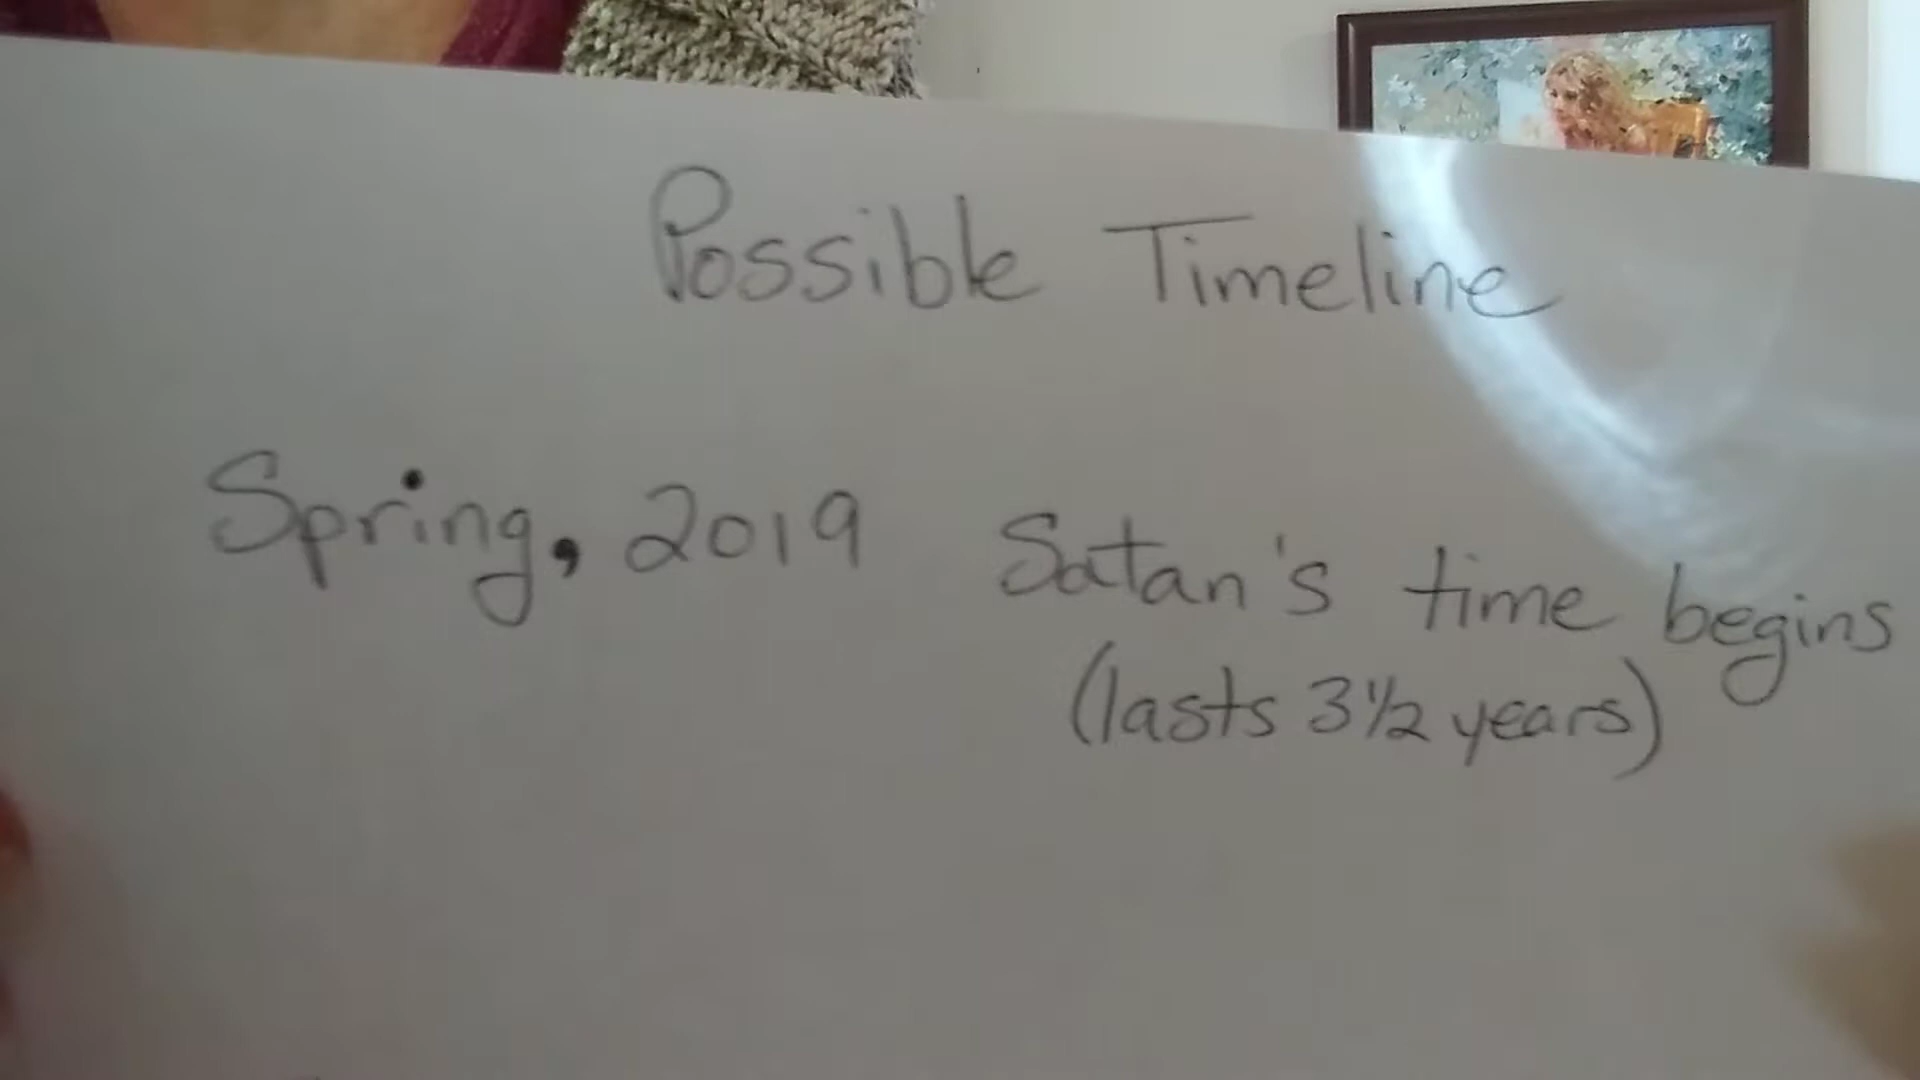 Possible Timeline
Spring, 2019 Satan's time begins
(lasts 3½ years)